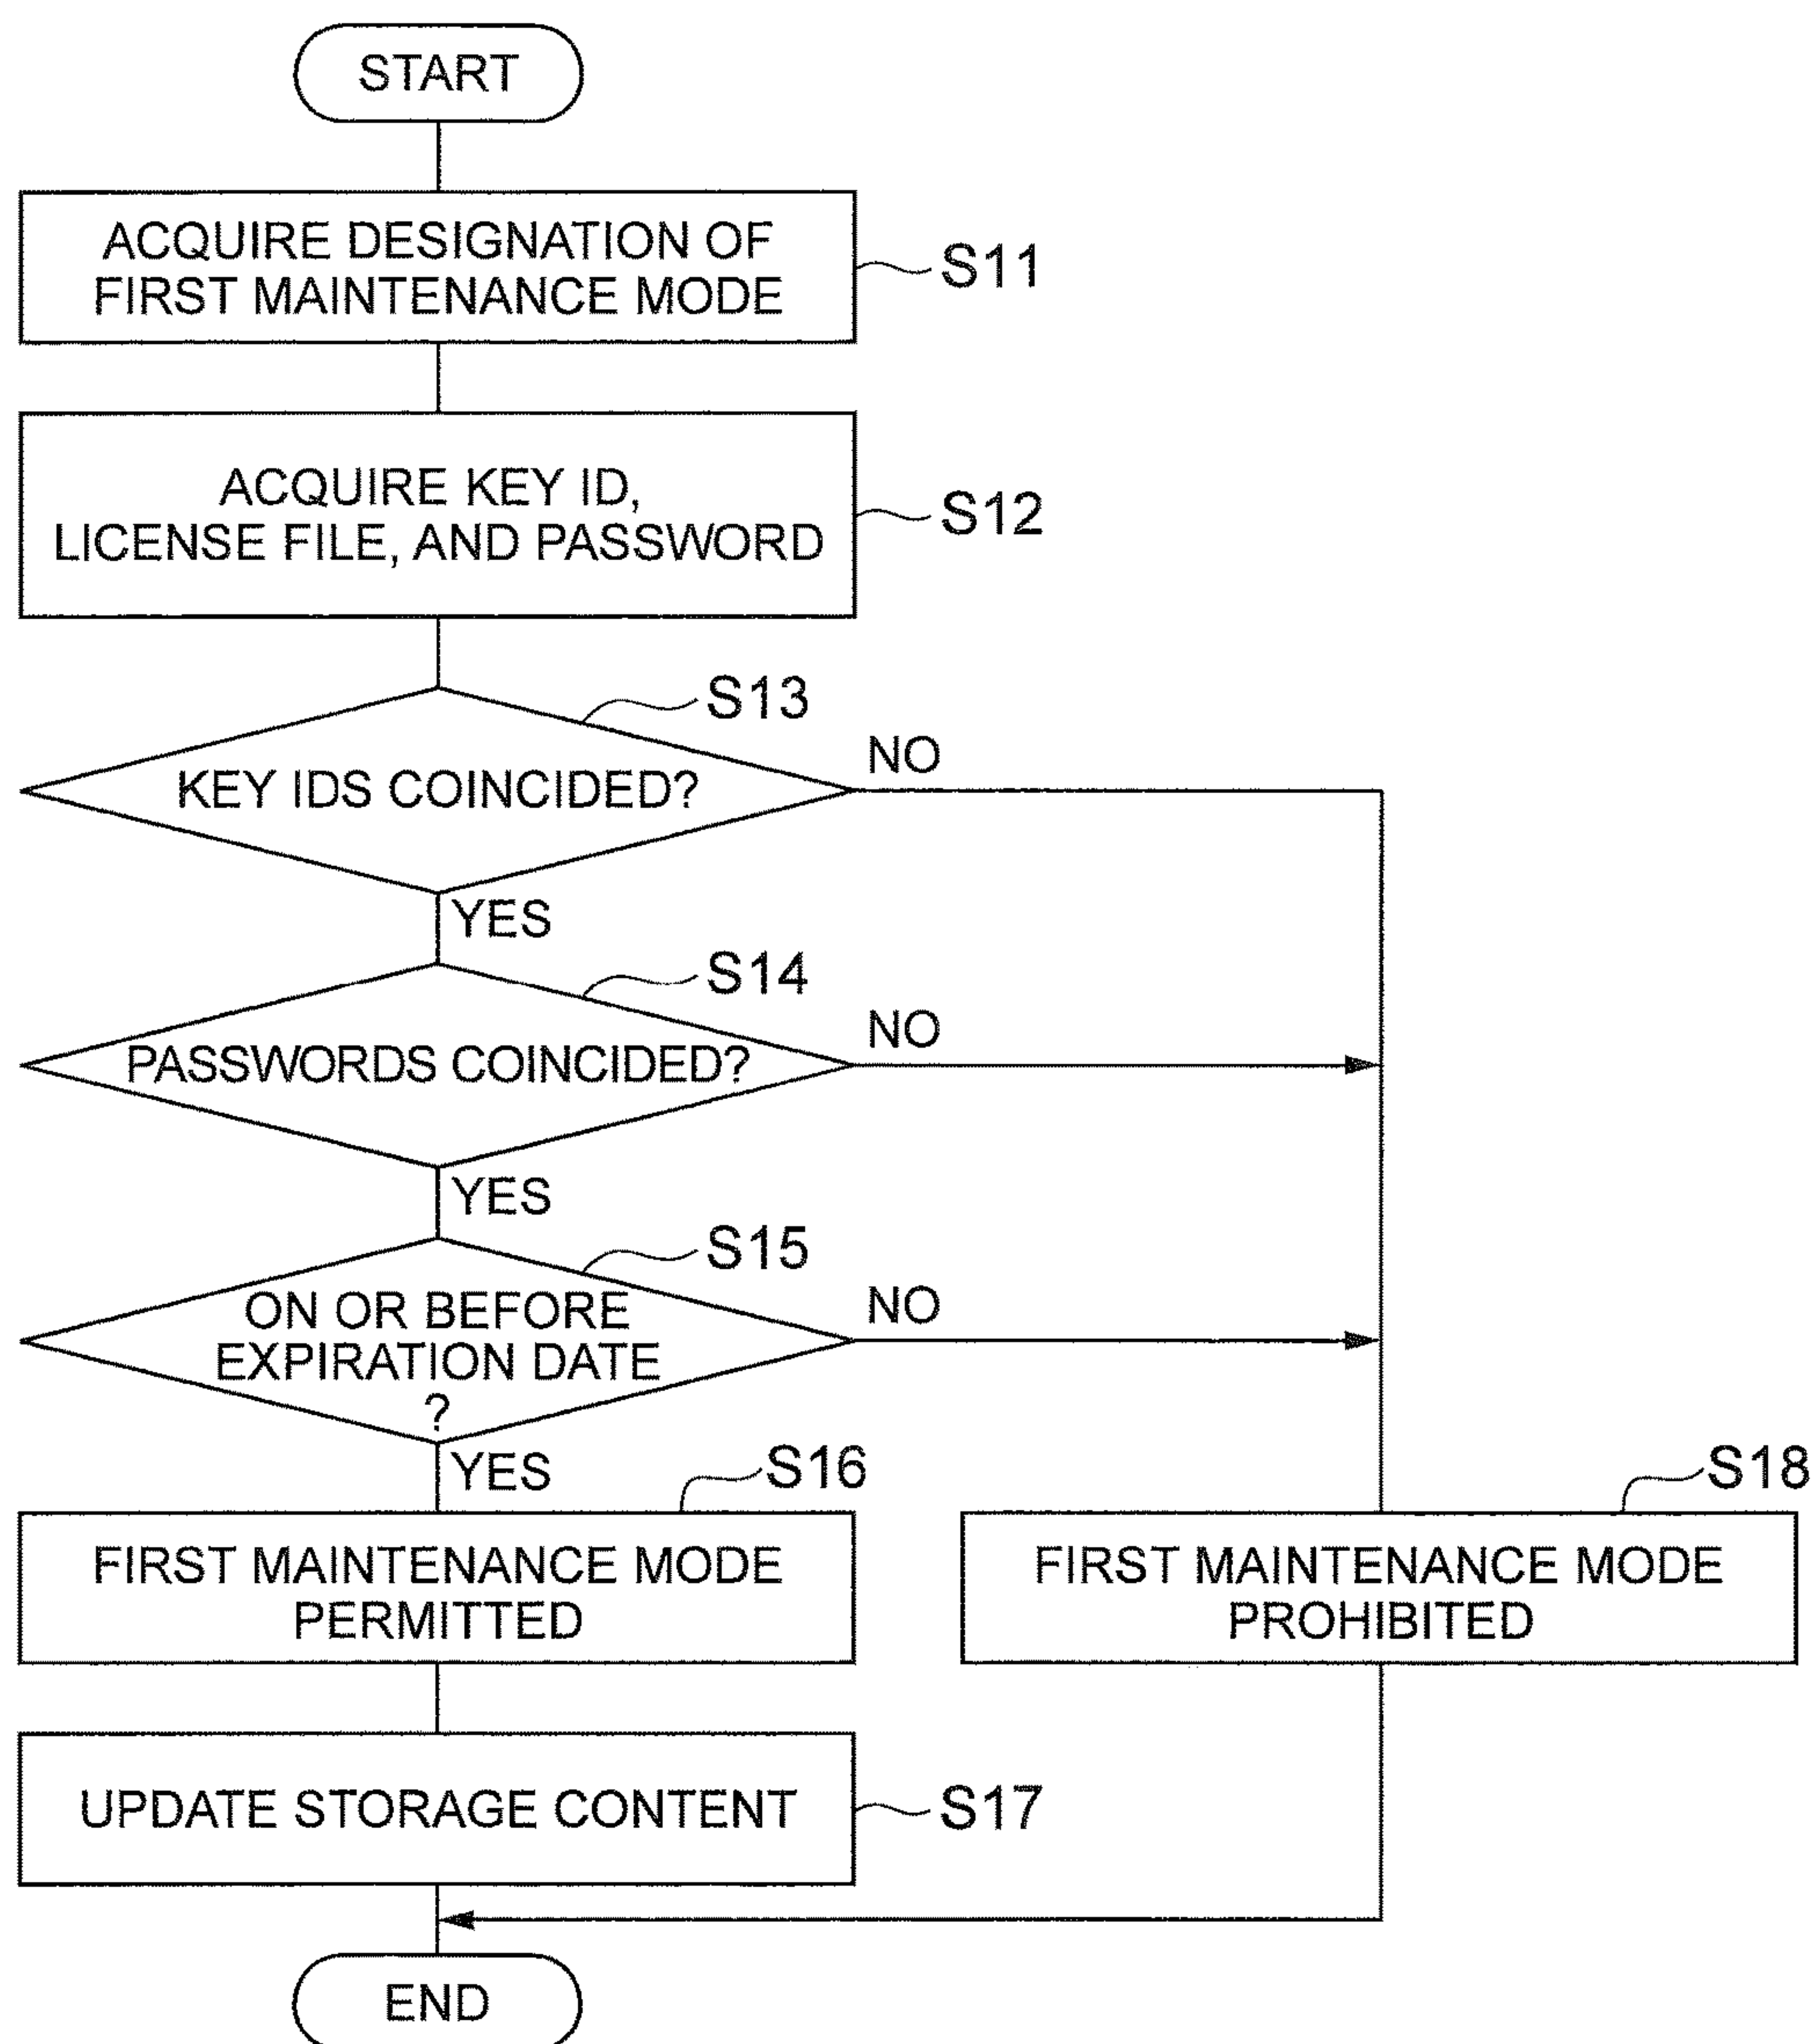 START
ACQUIRE DESIGNATION OF
FIRST MAINTENANCE MODE
S11
ACQUIRE KEY ID,
LICENSE FILE, AND PASSWORD
S12
S13
KEY IDS COINCIDED?
NO
YES
S14
PASSWORDS COINCIDED?
NO
YES
S15
ON OR BEFORE
EXPIRATION DATE
?
NO
YES
S16
FIRST MAINTENANCE MODE
PERMITTED
S18
FIRST MAINTENANCE MODE
PROHIBITED
UPDATE STORAGE CONTENT
S17
END